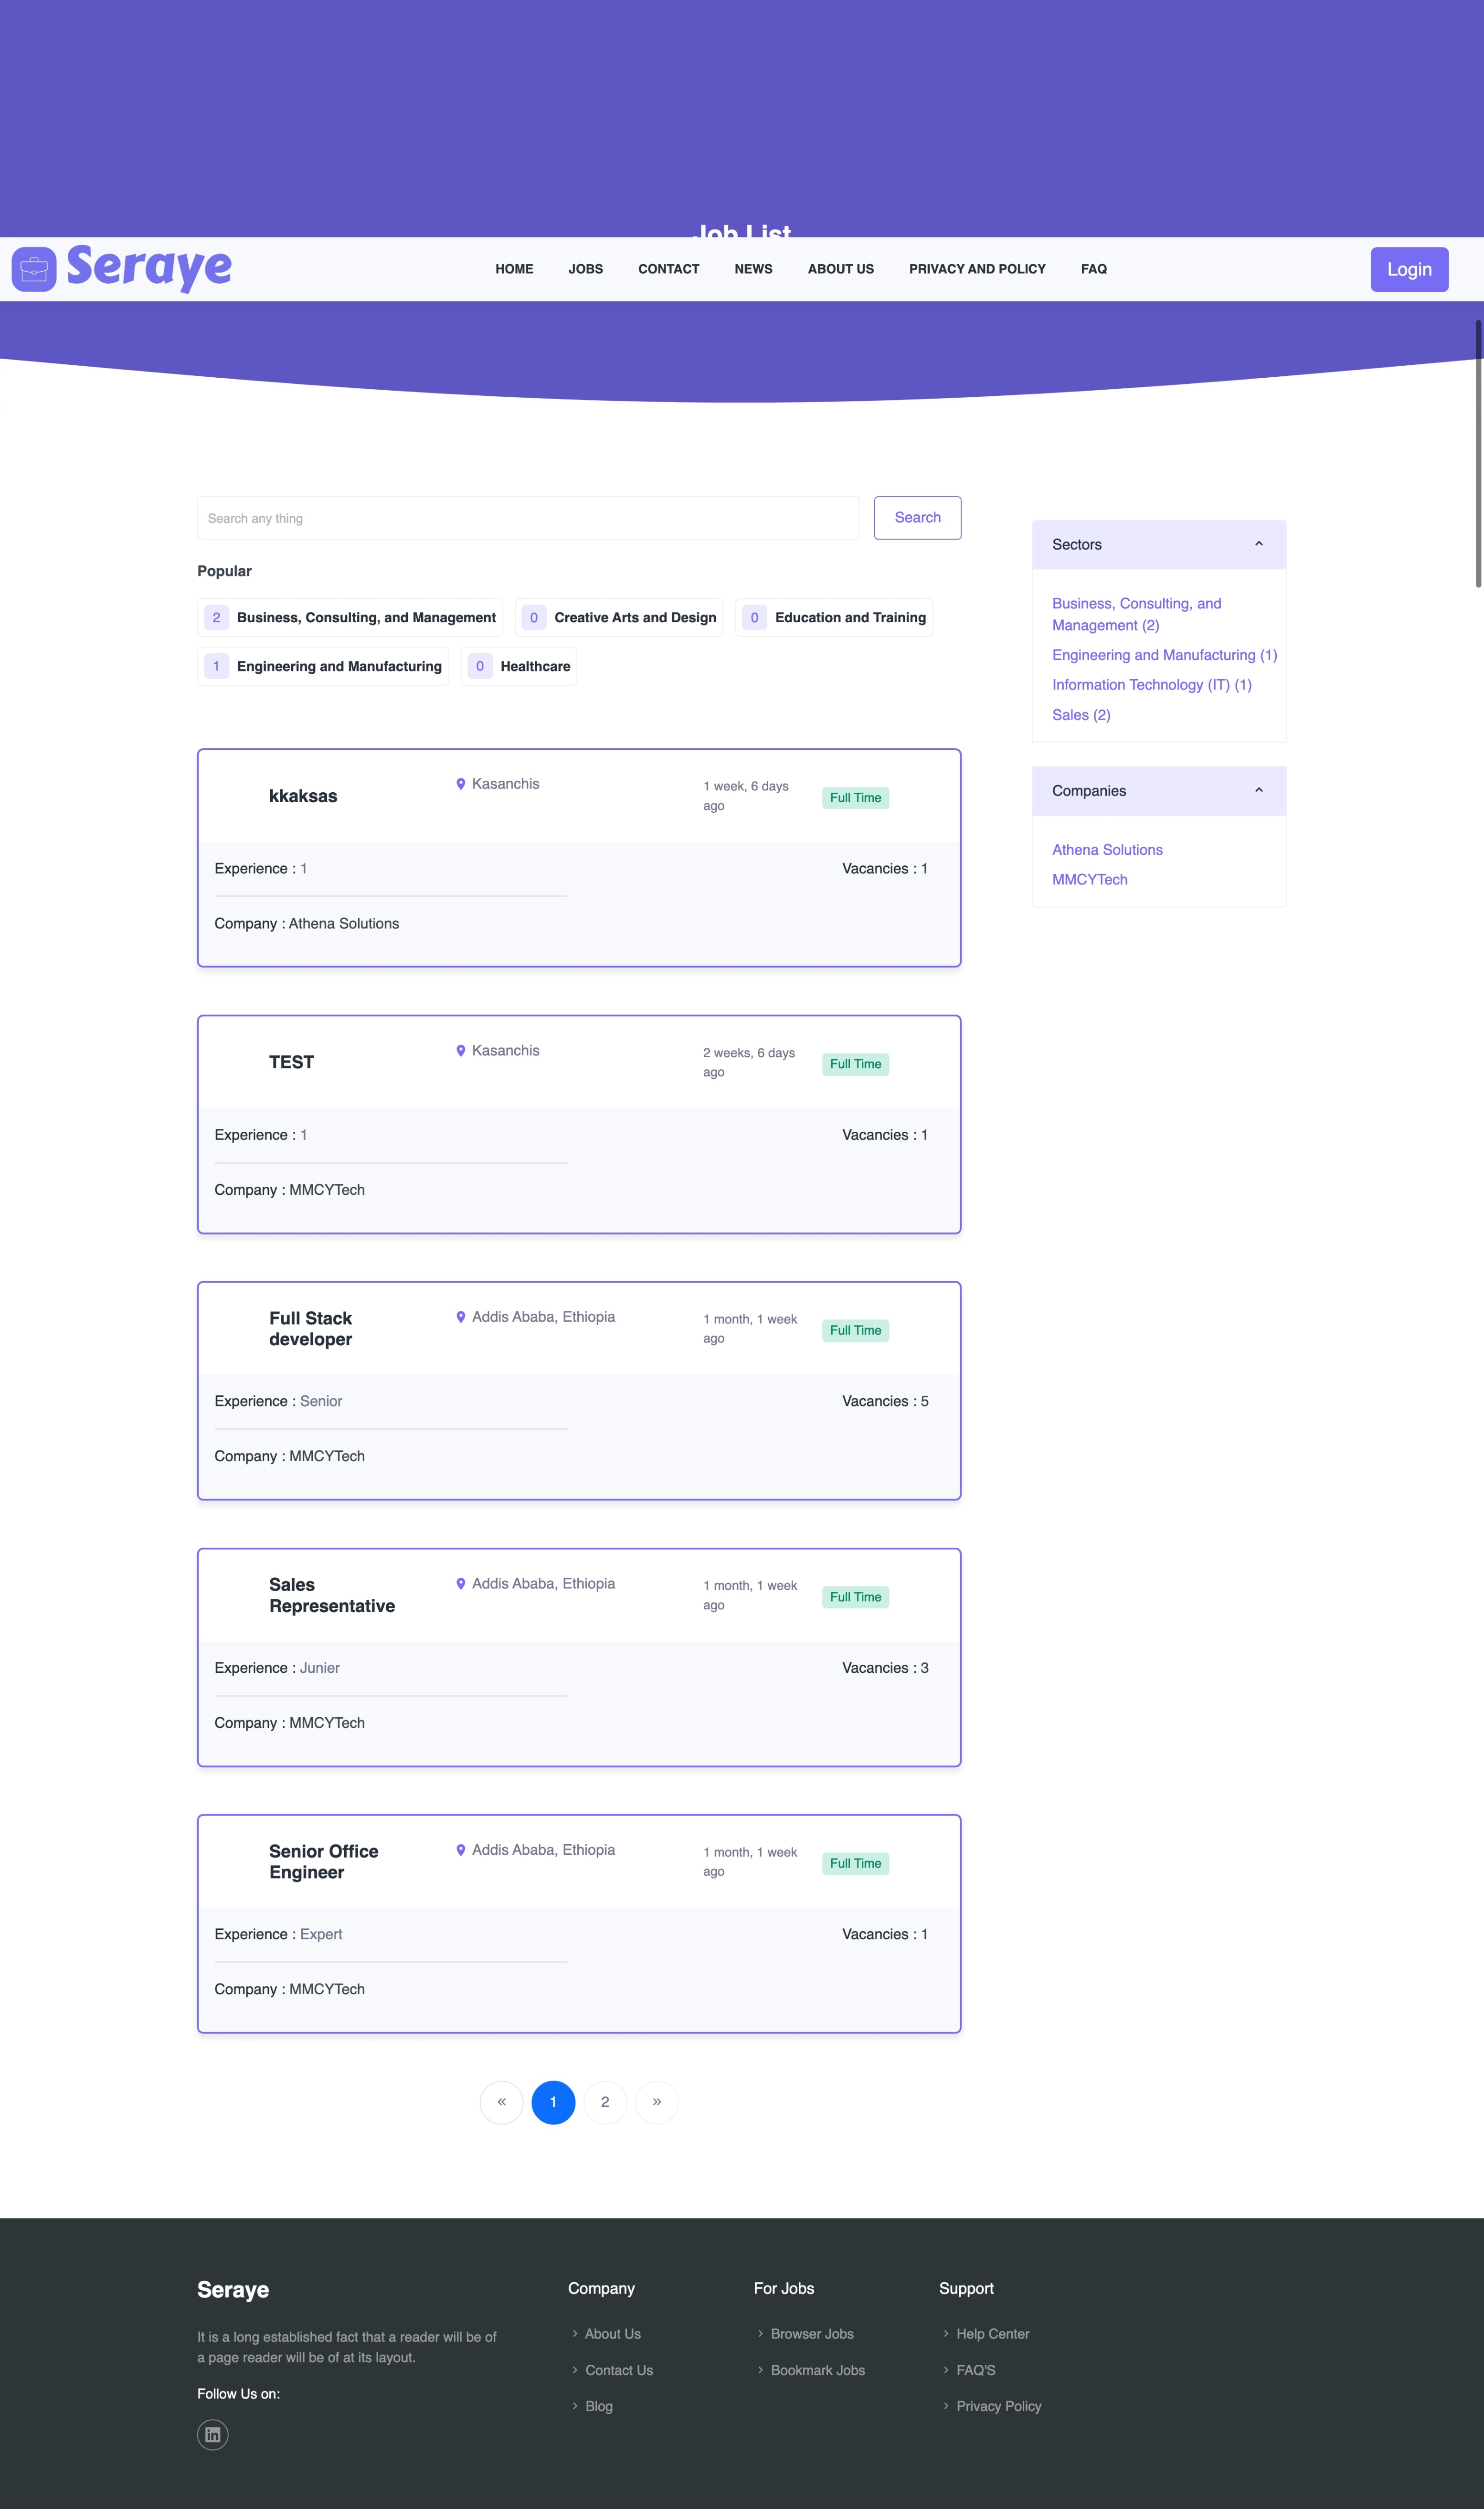 Job List
Seraye
HOME JOBS CONTACT NEWS ABOUT US PRIVACY AND POLICY FAQ
Login
Search any thing
Search
Popular
2 Business, Consulting, and Management
0 Creative Arts and Design
0 Education and Training
1 Engineering and Manufacturing
0 Healthcare
Sectors
Business, Consulting, and
Management (2)
Engineering and Manufacturing (1)
Information Technology (IT) (1)
Sales (2)
Companies
Athena Solutions
MMCYTech
kkaksas
Kasanchis
1 week, 6 days
ago
Full Time
Experience : 1
Vacancies : 1
Company : Athena Solutions
TEST
Kasanchis
2 weeks, 6 days
ago
Full Time
Experience : 1
Vacancies : 1
Company : MMCYTech
Full Stack
developer
Addis Ababa, Ethiopia
1 month, 1 week
ago
Full Time
Experience : Senior
Vacancies : 5
Company : MMCYTech
Sales
Representative
Addis Ababa, Ethiopia
1 month, 1 week
ago
Full Time
Experience : Junier
Vacancies : 3
Company : MMCYTech
Senior Office
Engineer
Addis Ababa, Ethiopia
1 month, 1 week
ago
Full Time
Experience : Expert
Vacancies : 1
Company : MMCYTech
« 1 2 »
Seraye
It is a long established fact that a reader will be of
a page reader will be of at its layout.
Follow Us on:
in
Company
About Us
Contact Us
Blog
For Jobs
Browser Jobs
Bookmark Jobs
Support
Help Center
FAQ'S
Privacy Policy